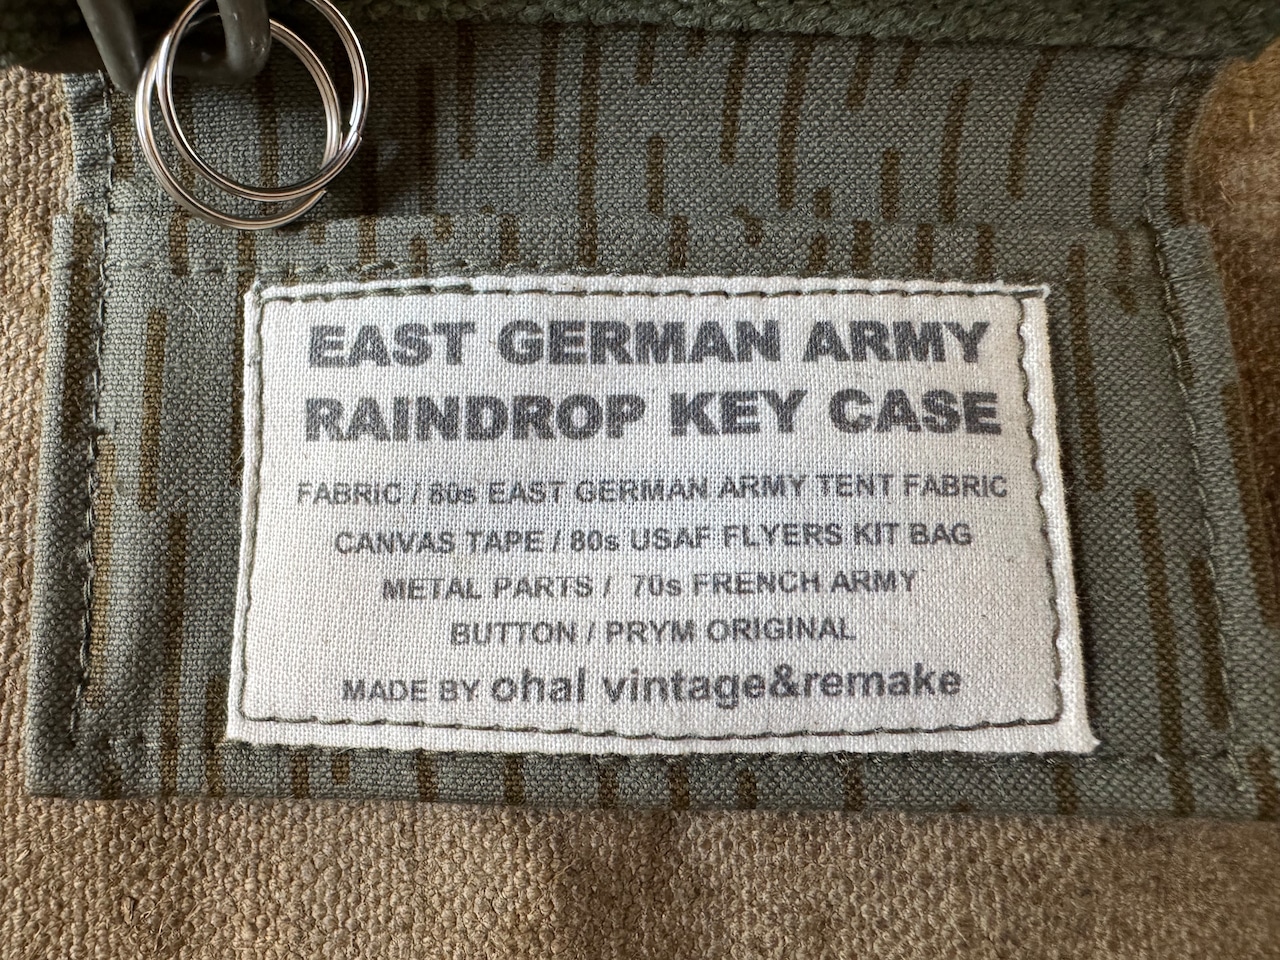 EAST GERMAN ARMY
RAINDROP KEY CASE
FABRIC / 80s EAST GERMAN ARMY TENT FABRIC
CANVAS TAPE / 80s USAF FLYERS KIT BAG
METAL PARTS / 70s FRENCH ARMY
BUTTON / PRYM ORIGINAL
MADE BY ohal vintage&remake